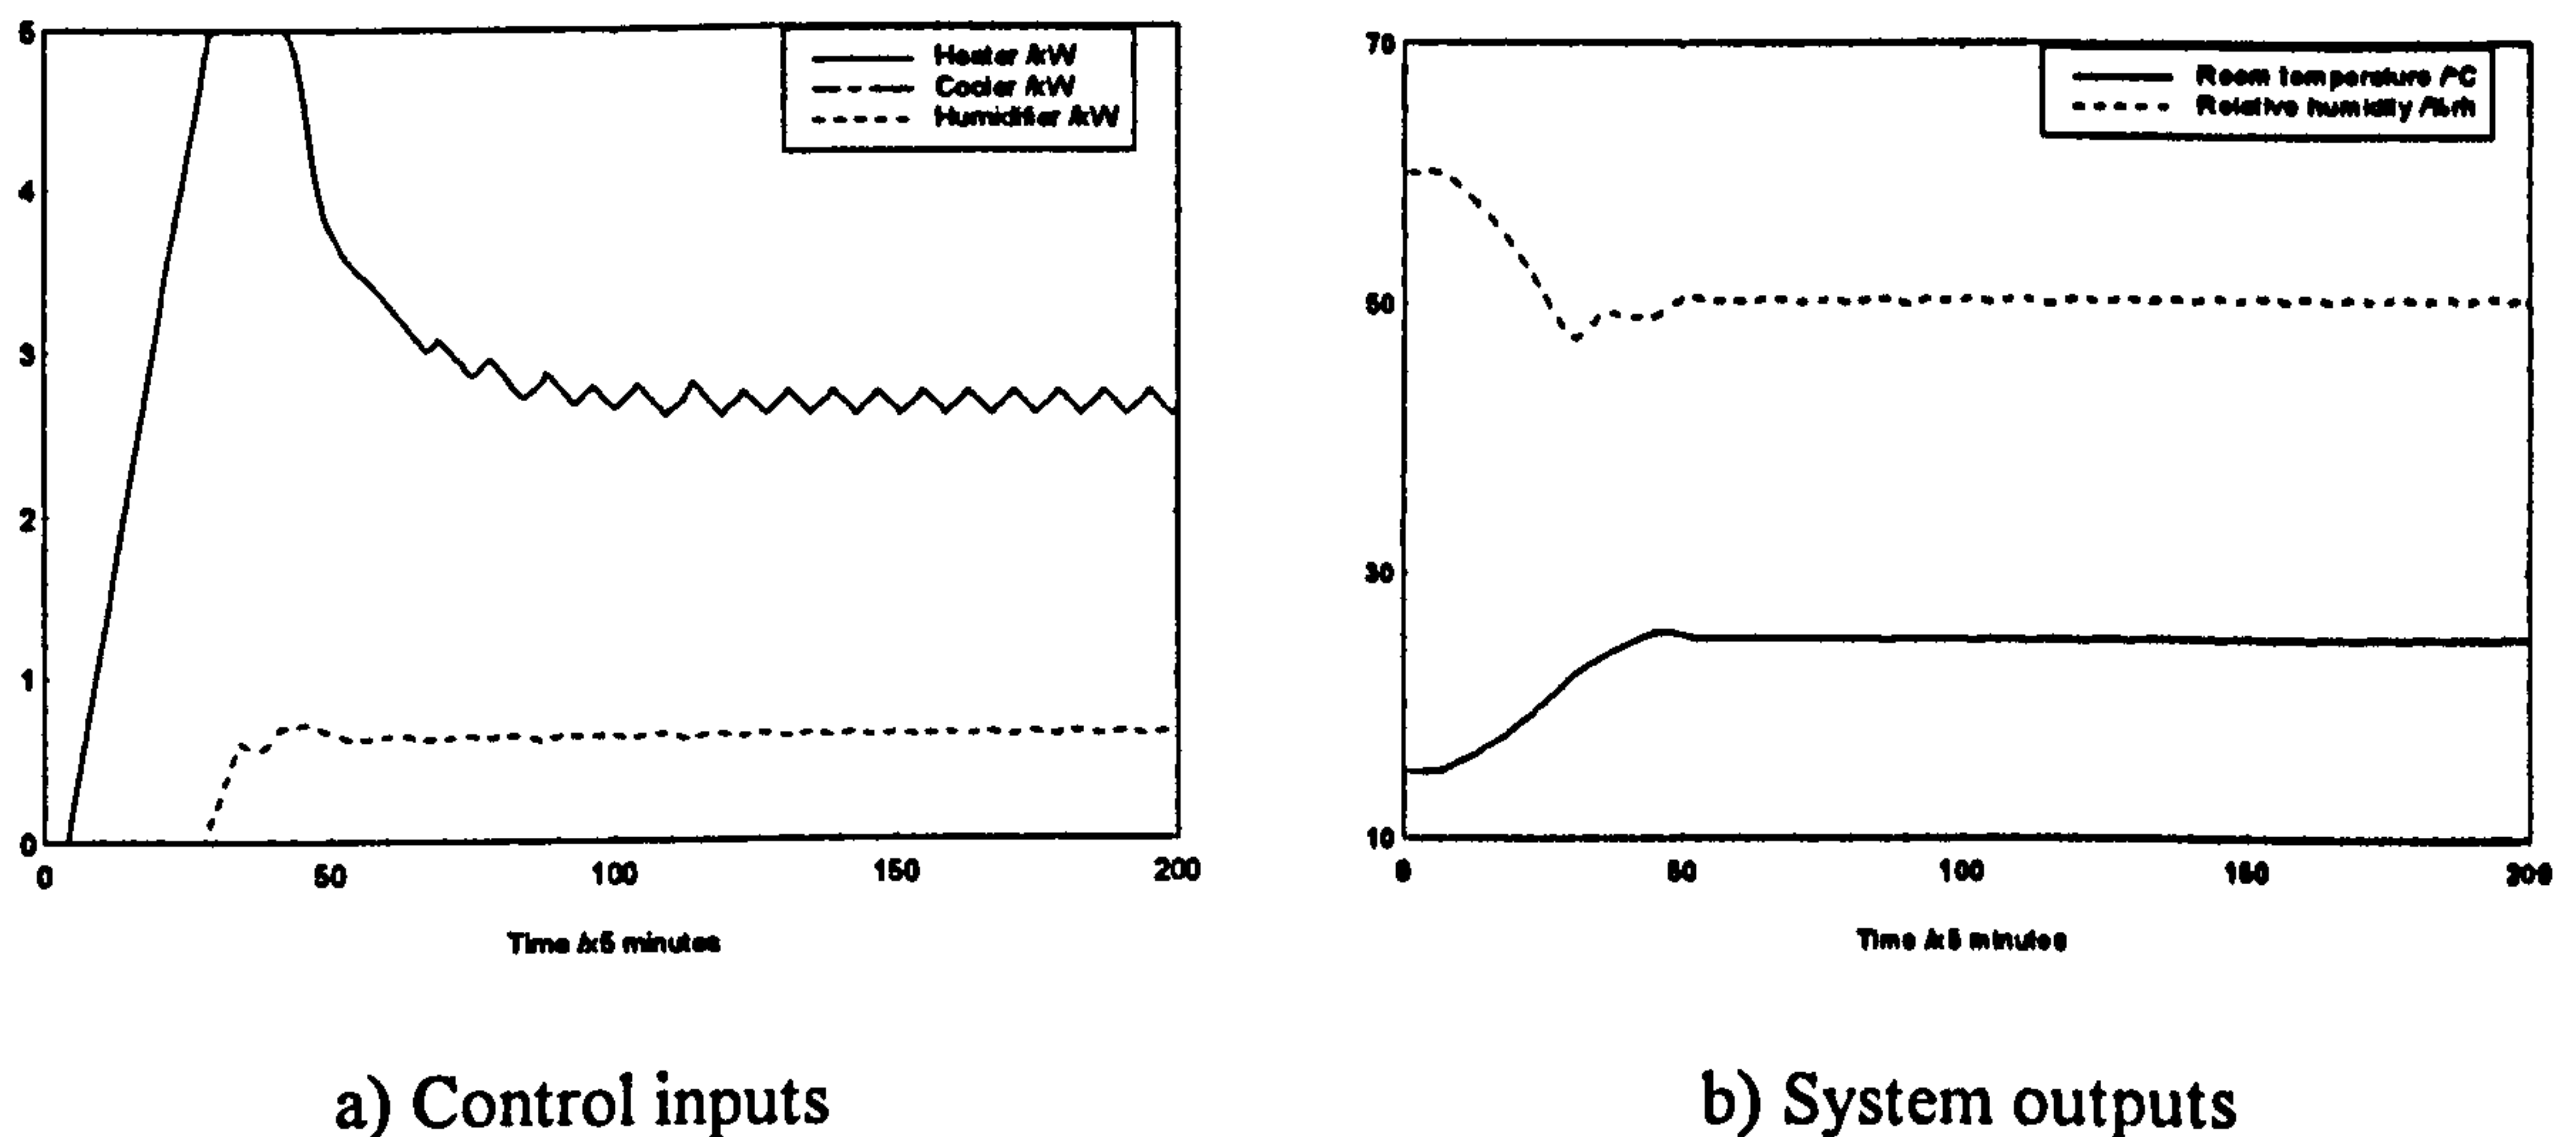 5
4
3
2
1
0
0 50 100 150 200
Heater /kW
Cooler /kW
Humidifier /kW
Time /x5 minutes
a) Control inputs
70
50
30
10
0 50 100 150 200
Room temperature /°C
Relative humidity /%rh
Time /x5 minutes
b) System outputs